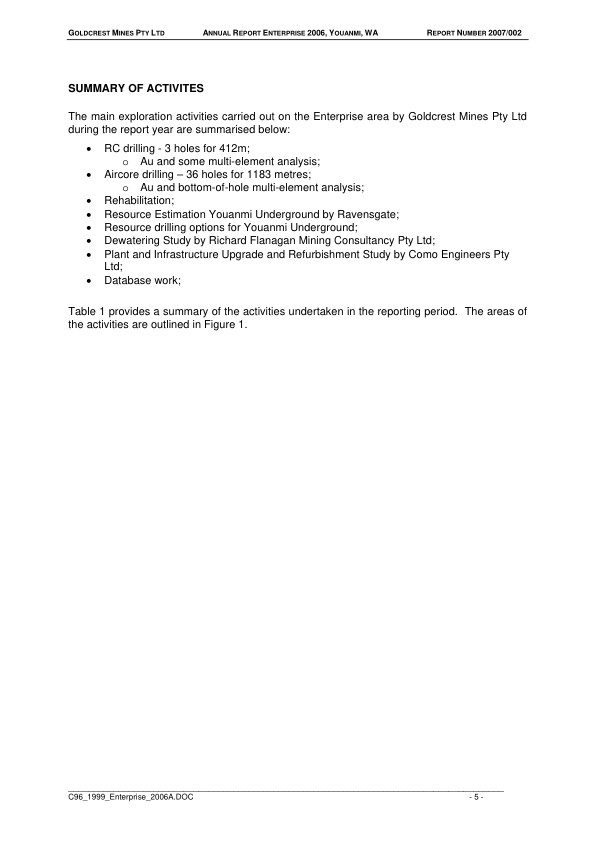 GOLDCREST MINES PTY LTD ANNUAL REPORT ENTERPRISE 2006, YOUANMI, WA REPORT NUMBER 2007/002
SUMMARY OF ACTIVITES
The main exploration activities carried out on the Enterprise area by Goldcrest Mines Pty Ltd
during the report year are summarised below:
• RC drilling - 3 holes for 412m;
o Au and some multi-element analysis;
• Aircore drilling – 36 holes for 1183 metres;
o Au and bottom-of-hole multi-element analysis;
• Rehabilitation;
• Resource Estimation Youanmi Underground by Ravensgate;
• Resource drilling options for Youanmi Underground;
• Dewatering Study by Richard Flanagan Mining Consultancy Pty Ltd;
• Plant and Infrastructure Upgrade and Refurbishment Study by Como Engineers Pty
Ltd;
• Database work;
Table 1 provides a summary of the activities undertaken in the reporting period. The areas of
the activities are outlined in Figure 1.
C96_1999_Enterprise_2006A.DOC - 5 -